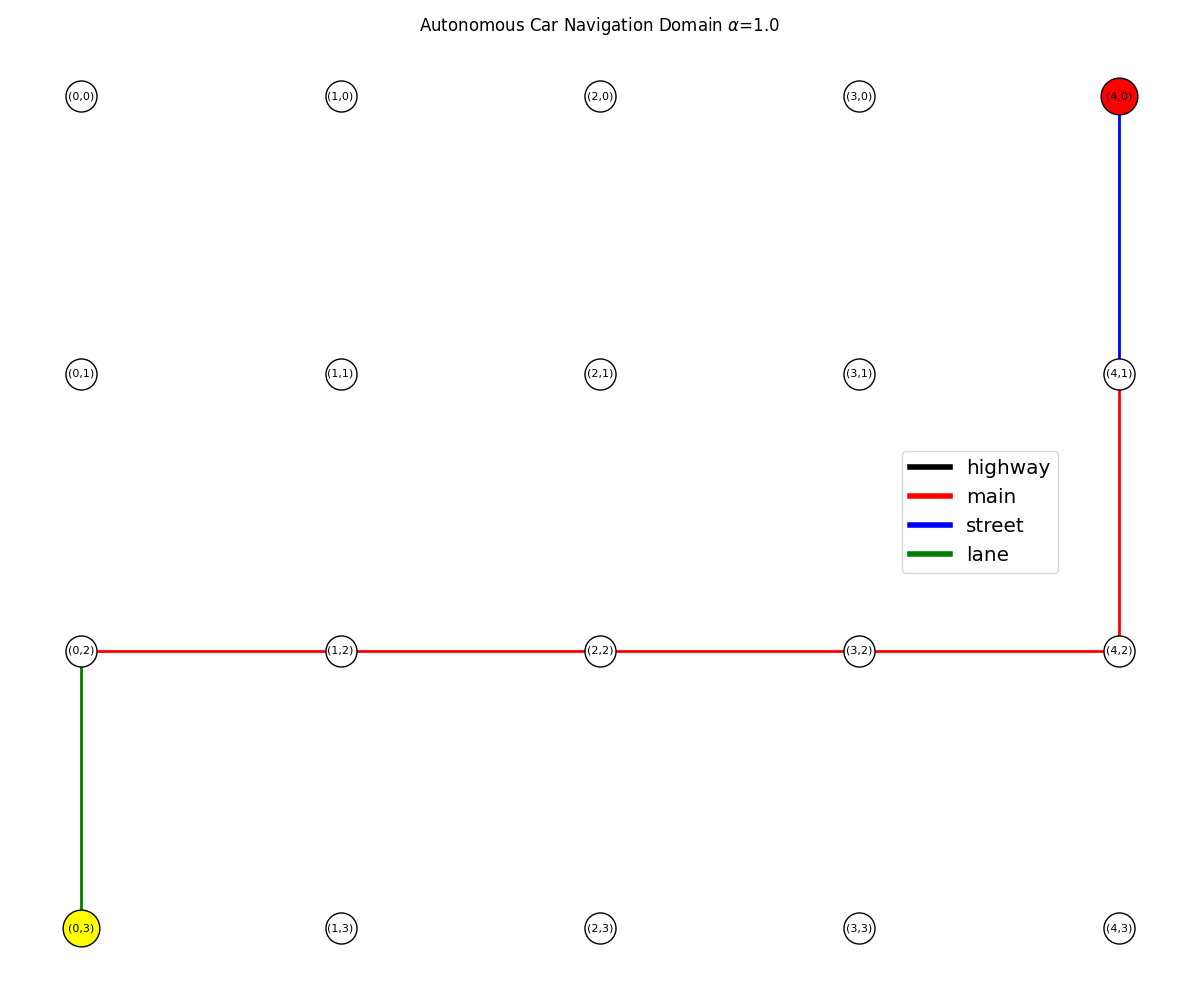 Autonomous Car Navigation Domain α=1.0
(0,0) (1,0) (2,0) (3,0) (4,0)
(0,1) (1,1) (2,1) (3,1) (4,1)
highway
main
street
lane
(0,2) (1,2) (2,2) (3,2) (4,2)
(0,3) (1,3) (2,3) (3,3) (4,3)